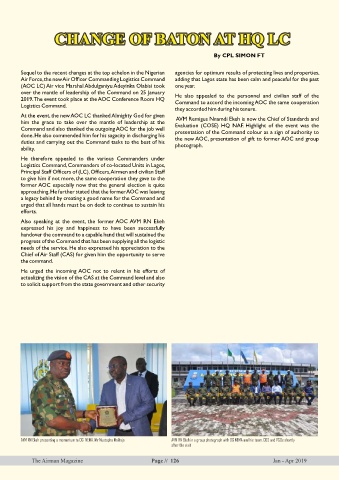 CHANGE OF BATON AT HQ LC
By CPL SIMON FT
Sequel to the recent changes at the top echelon in the Nigerian
Air Force, the new Air Officer Commanding Logistics Command
(AOC LC) Air Vice Marshal Abdulganiyu Adeyinka Olabisi took
over the mantle of leadership of the Command on 25 January
2019. The event took place at the AOC Conference Room HQ
Logistics Command.
At the event, the new AOC LC thanked Almighty God for given
him the grace to take over the mantle of leadership at the
Command and also thanked the outgoing AOC for the job well
done. He also commended him for his sagacity in discharging his
duties and carrying out the Command tasks to the best of his
ability.
He therefore appealed to the various Commanders under
Logistics Command, Commanders of co-located Units in Lagos,
Principal Staff Officers of (LC), Officers, Airmen and civilian Staff
to give him if not more, the same cooperation they gave to the
former AOC especially now that the general election is quite
approaching. He further stated that the former AOC was leaving
a legacy behind by creating a good name for the Command and
urged that all hands must be on deck to continue to sustain his
efforts.
Also speaking at the event, the former AOC AVM RN Ekeh
expressed his joy and happiness to have been successfully
handover the command to a capable hand that will sustained the
progress of the Command that has been supplying all the logistic
needs of the service. He also expressed his appreciation to the
Chief of Air Staff (CAS) for given him the opportunity to serve
the command.
He urged the incoming AOC not to relent in his efforts of
actualizing the vision of the CAS at the Command level and also
to solicit support from the state government and other security
agencies for optimum results of protecting lives and properties,
adding that Lagos state has been calm and peaceful for the past
one year.
He also appealed to the personnel and civilian staff of the
Command to accord the incoming AOC the same cooperation
they accorded him during his tenure.
AVM Remigus Nnamdi Ekeh is now the Chief of Standards and
Evaluation (COSE) HQ NAF. Highlight of the event was the
presentation of the Command colour as a sign of authority to
the new AOC, presentation of gift to former AOC and group
photograph.
AVM RN Ekeh presenting a momentum to DG
AVM RN Ekeh in a group photograph with DG
after the visit
The Airman Magazine
Page // 126
Jan - Apr 2019